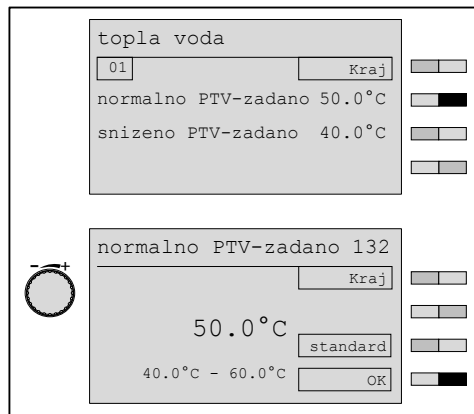 topla voda
01 Kraj
normalno PTV-zadano 50.0°C
snizeno PTV-zadano 40.0°C
normalno PTV-zadano 132
Kraj
- +
50.0°C
standard
40.0°C - 60.0°C OK